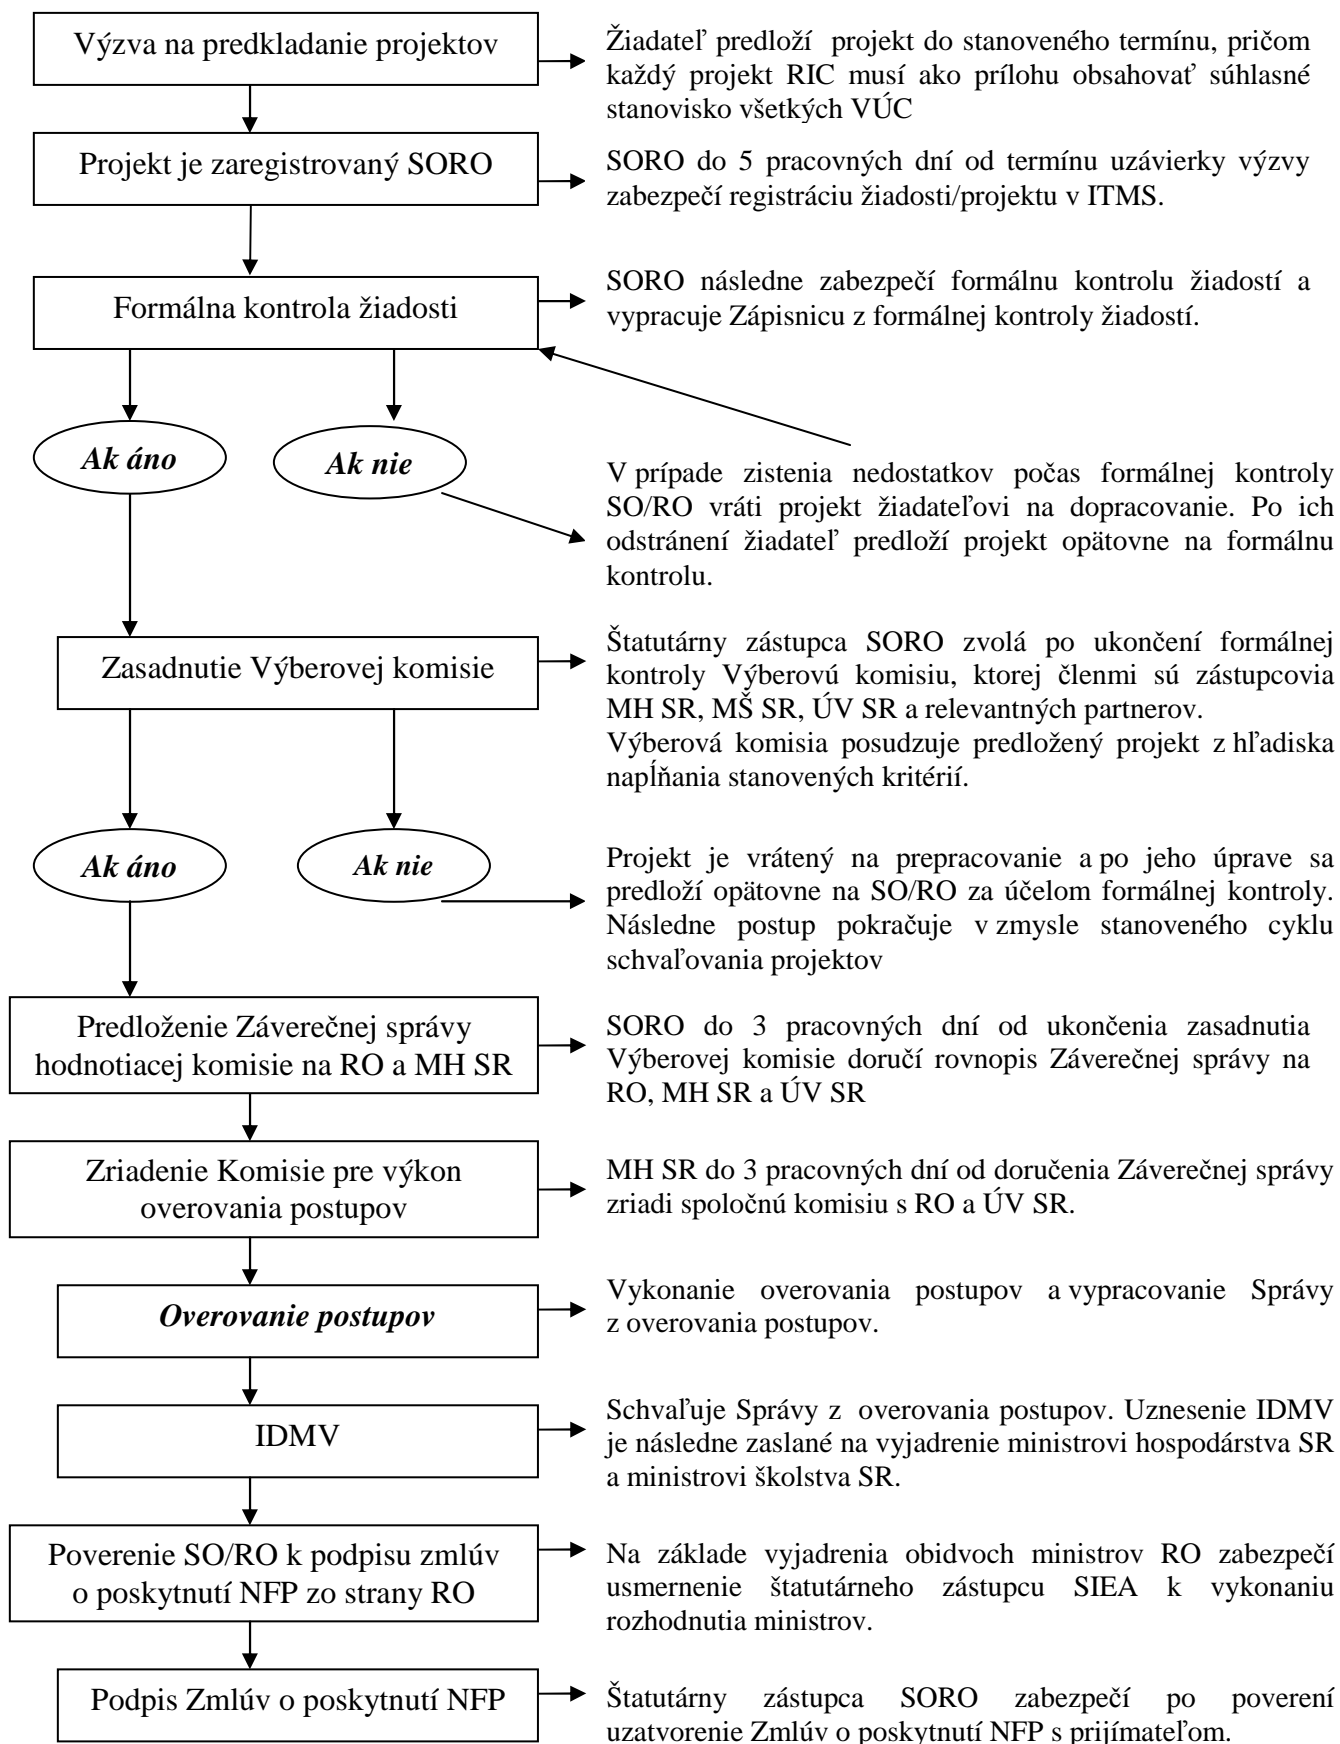 Výzva na predkladanie projektov
Žiadateľ predloží projekt do stanoveného termínu, pričom
každý projekt RIC musí ako prílohu obsahovať súhlasné
stanovisko všetkých VÚC
Projekt je zaregistrovaný SORO
SORO do 5 pracovných dní od termínu uzávierky výzvy
zabezpečí registráciu žiadosti/projektu v ITMS.
Formálna kontrola žiadosti
SORO následne zabezpečí formálnu kontrolu žiadostí a
vypracuje Zápisnicu z formálnej kontroly žiadostí.
Ak áno
Ak nie
V prípade zistenia nedostatkov počas formálnej kontroly
SO/RO vráti projekt žiadateľovi na dopracovanie. Po ich
odstránení žiadateľ predloží projekt opätovne na formálnu
kontrolu.
Zasadnutie Výberovej komisie
Štatutárny zástupca SORO zvolá po ukončení formálnej
kontroly Výberovú komisiu, ktorej členmi sú zástupcovia
MH SR, MŠ SR, ÚV SR a relevantných partnerov.
Výberová komisia posudzuje predložený projekt z hľadiska
napĺňania stanovených kritérií.
Ak áno
Ak nie
Projekt je vrátený na prepracovanie a po jeho úprave sa
predloží opätovne na SO/RO za účelom formálnej kontroly.
Následne postup pokračuje v zmysle stanoveného cyklu
schvaľovania projektov
Predloženie Záverečnej správy
hodnotiacej komisie na RO a MH SR
SORO do 3 pracovných dní od ukončenia zasadnutia
Výberovej komisie doručí rovnopis Záverečnej správy na
RO, MH SR a ÚV SR
Zriadenie Komisie pre výkon
overovania postupov
MH SR do 3 pracovných dní od doručenia Záverečnej správy
zriadi spoločnú komisiu s RO a ÚV SR.
Overovanie postupov
Vykonanie overovania postupov a vypracovanie Správy
z overovania postupov.
IDMV
Schvaľuje Správy z overovania postupov. Uznesenie IDMV
je následne zaslané na vyjadrenie ministrovi hospodárstva SR
a ministrovi školstva SR.
Poverenie SO/RO k podpisu zmlúv
o poskytnutí NFP zo strany RO
Na základe vyjadrenia obidvoch ministrov RO zabezpečí
usmernenie štatutárneho zástupcu SIEA k vykonaniu
rozhodnutia ministrov.
Podpis Zmlúv o poskytnutí NFP
Štatutárny zástupca SORO zabezpečí po poverení
uzatvorenie Zmlúv o poskytnutí NFP s prijímateľom.